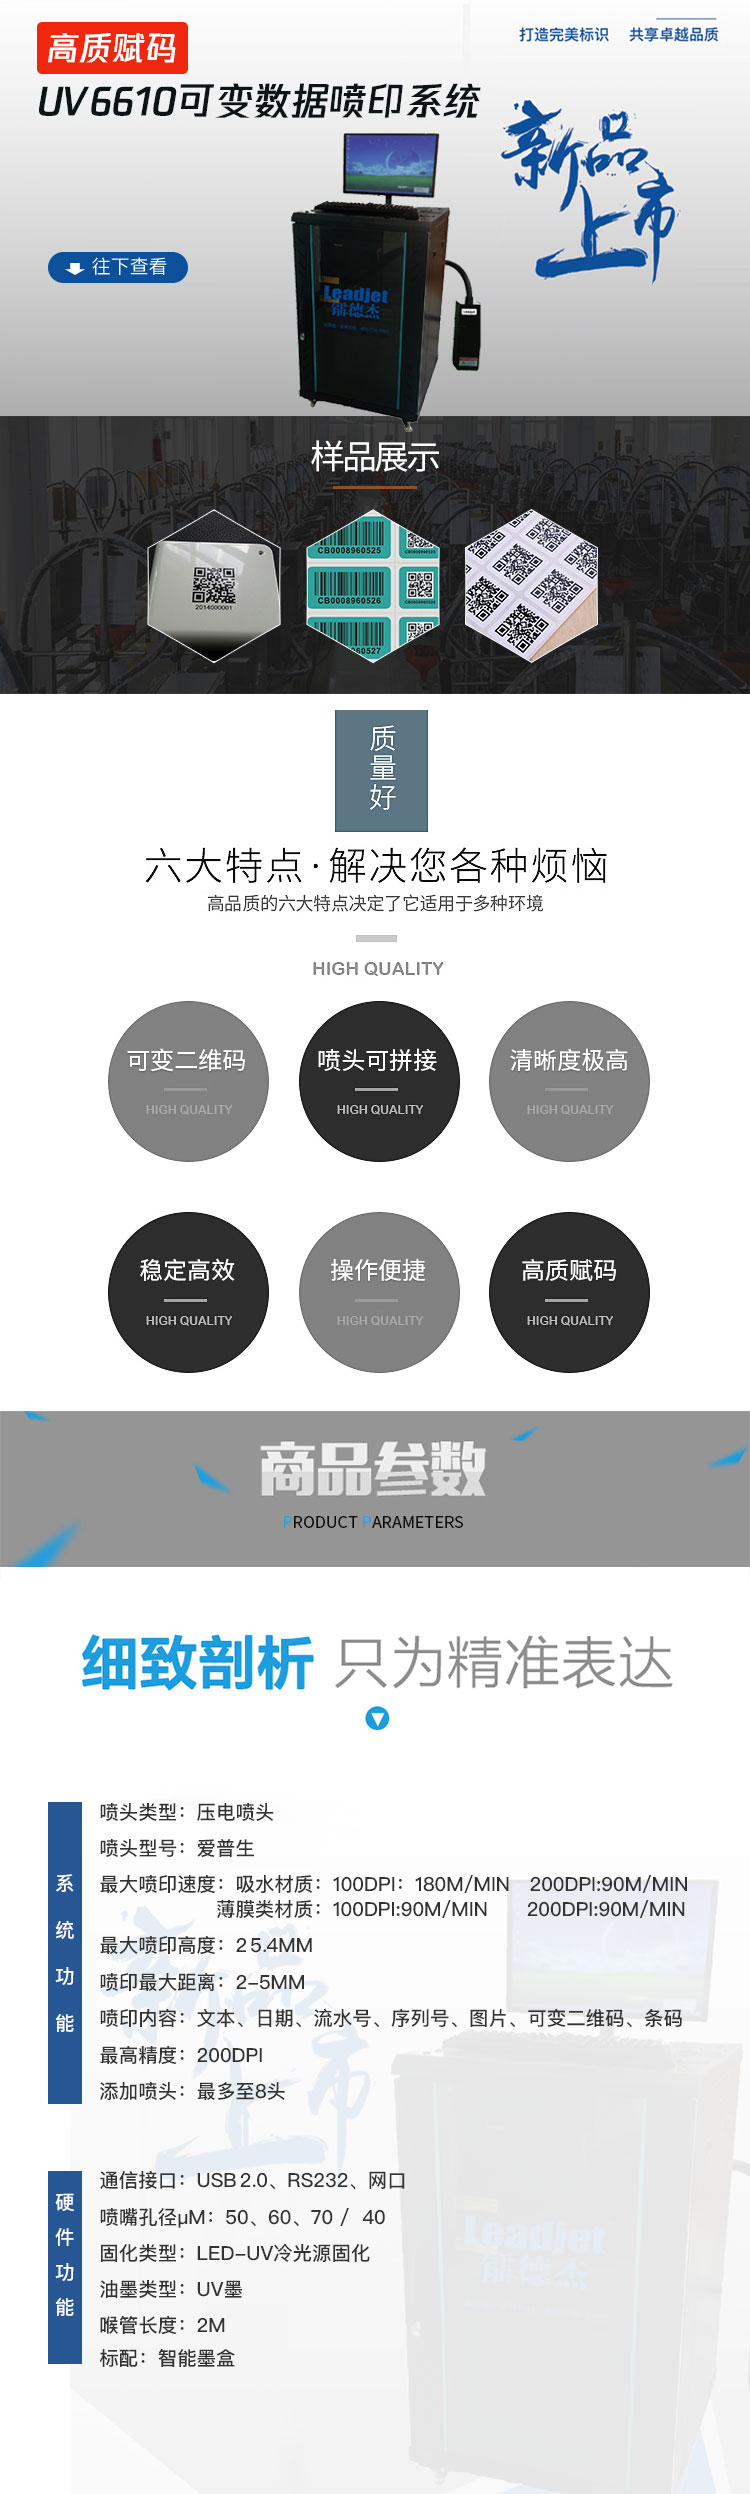 打造完美标识 共享卓越品质
高质赋码
UV6610可变数据喷印系统
新品
上市
往下查看
Leadjet
镭德杰
样品展示
2014000001
CB0008960525
CB0008960526
960527
质量好
六大特点·解决您各种烦恼
高品质的六大特点决定了它适用于多种环境
HIGH QUALITY
可变二维码
HIGH QUALITY
喷头可拼接
HIGH QUALITY
清晰度极高
HIGH QUALITY
稳定高效
HIGH QUALITY
操作便捷
HIGH QUALITY
高质赋码
HIGH QUALITY
商品参数
PRODUCT PARAMETERS
细致剖析 只为精准表达
系统功能
喷头类型：压电喷头
喷头型号：爱普生
最大喷印速度：吸水材质：100DPI：180M/MIN 200DPI:90M/MIN
薄膜类材质：100DPI:90M/MIN 200DPI:90M/MIN
最大喷印高度：25.4MM
喷印最大距离：2-5MM
喷印内容：文本、日期、流水号、序列号、图片、可变二维码、条码
最高精度：200DPI
添加喷头：最多至8头
硬件功能
通信接口：USB 2.0、RS232、网口
喷嘴孔径μM：50、60、70 / 40
固化类型：LED-UV冷光源固化
油墨类型：UV墨
喉管长度：2M
标配：智能墨盒
Leadjet
镭德杰